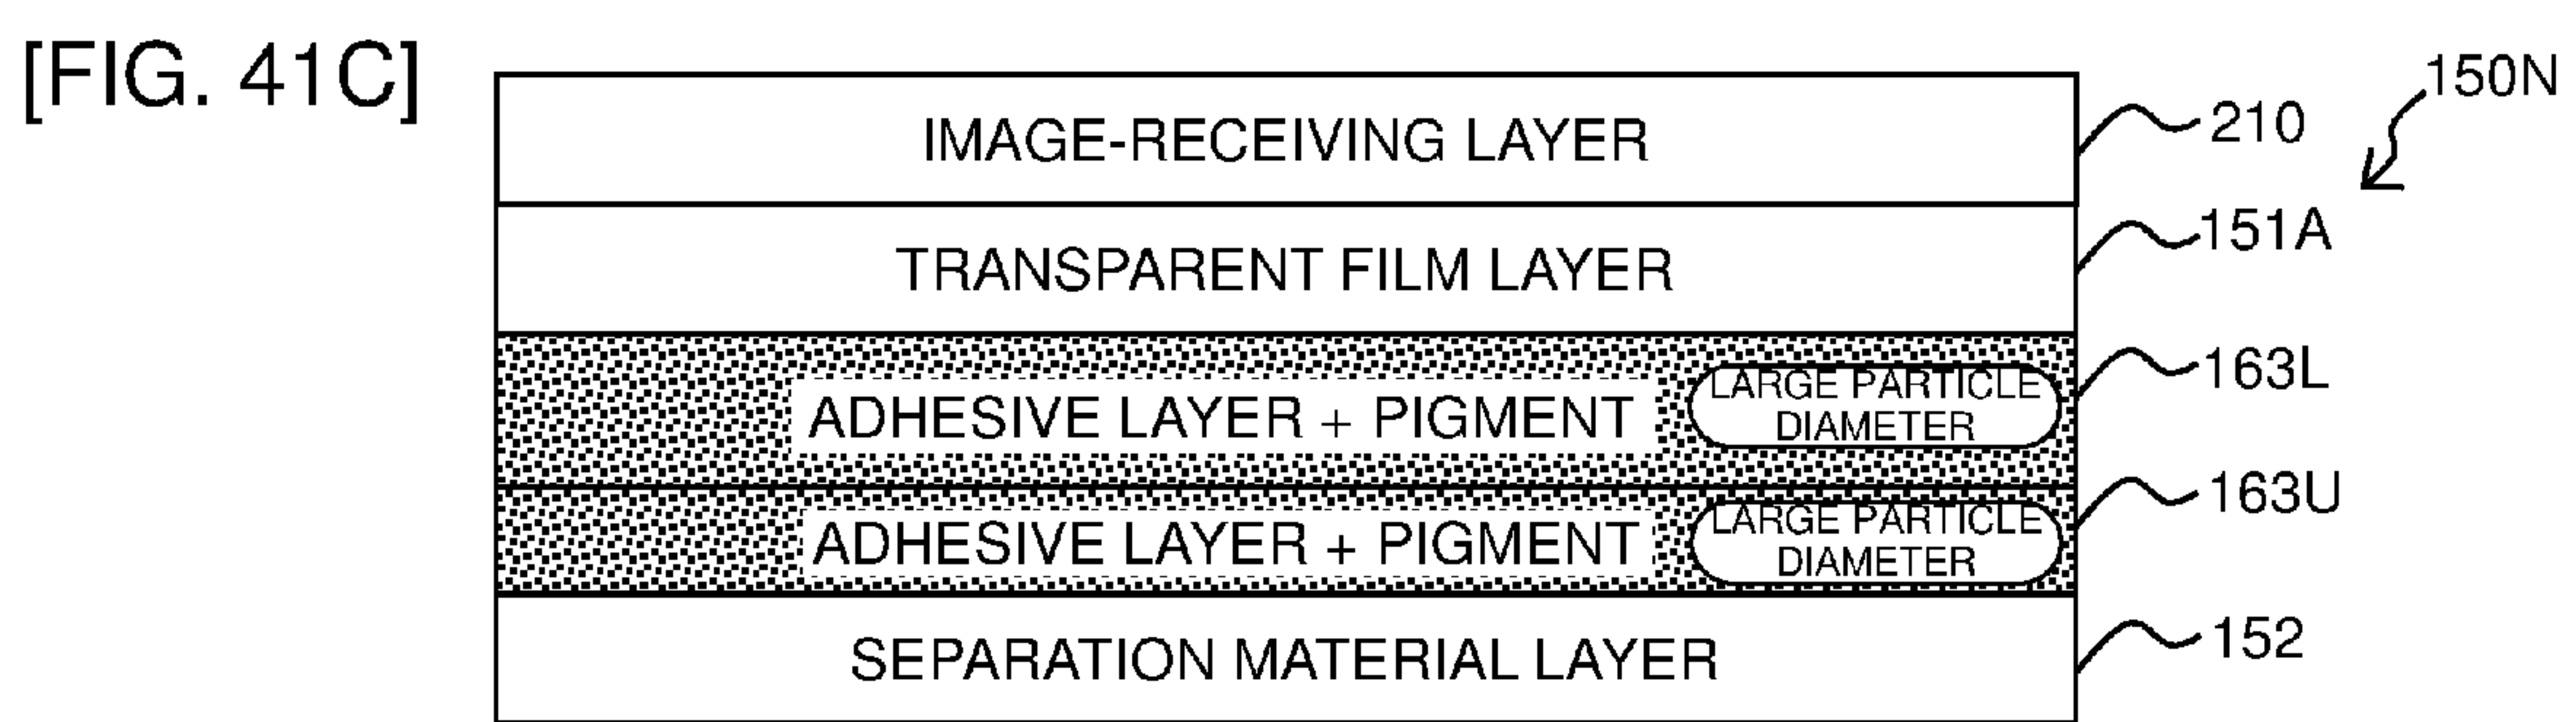 [FIG. 41C]
150N
IMAGE-RECEIVING LAYER
210
TRANSPARENT FILM LAYER
151A
ADHESIVE LAYER + PIGMENT
LARGE PARTICLE
DIAMETER
163L
ADHESIVE LAYER + PIGMENT
LARGE PARTICLE
DIAMETER
163U
SEPARATION MATERIAL LAYER
152